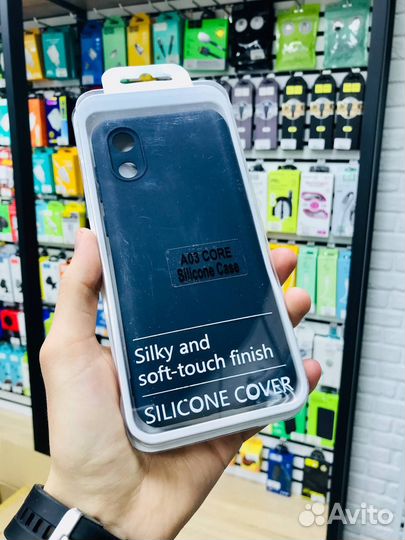 A03 CORE
Silicone Case
Silky and
soft-touch finish
SILICONE COVER
Avito